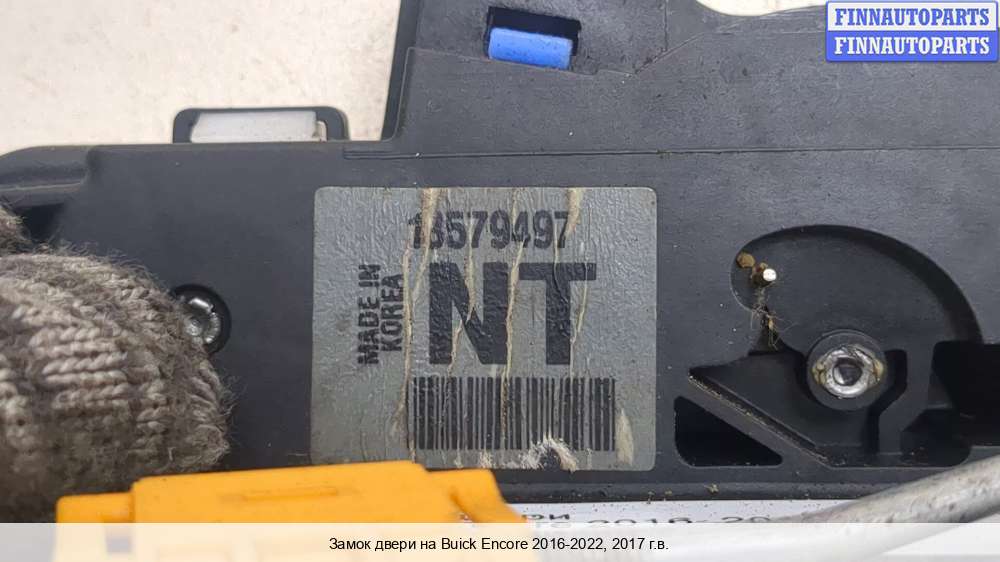 FINNAUTOPARTS
FINNAUTOPARTS
13579497
MADE IN
KOREA
NT
Замок двери на Buick Encore 2016-2022, 2017 г.в.